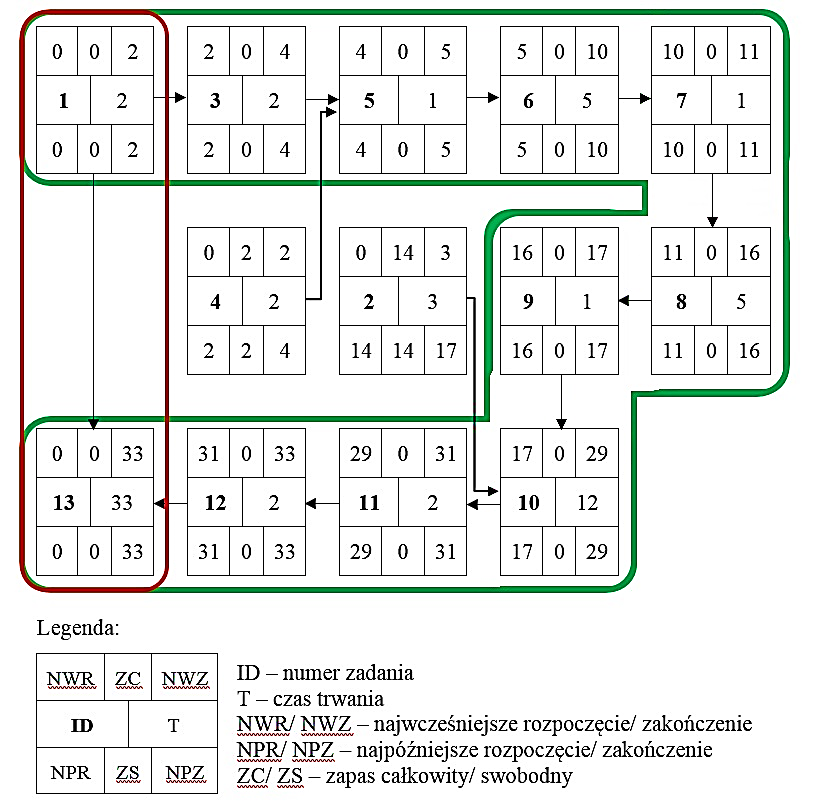 0 0 2
1 2
0 0 2
2 0 4
3 2
2 0 4
4 0 5
5 1
4 0 5
5 0 10
6 5
5 0 10
10 0 11
7 1
10 0 11
0 2 2
4 2
2 2 4
0 14 3
2 3
14 14 17
16 0 17
9 1
16 0 17
11 0 16
8 5
11 0 16
0 0 33
13 33
0 0 33
31 0 33
12 2
31 0 33
29 0 31
11 2
29 0 31
17 0 29
10 12
17 0 29
Legenda:
NWR ZC NWZ
ID T
NPR ZS NPZ
ID – numer zadania
T – czas trwania
NWR/ NWZ – najwcześniejsze rozpoczęcie/ zakończenie
NPR/ NPZ – najpóźniejsze rozpoczęcie/ zakończenie
ZC/ ZS – zapas całkowity/ swobodny